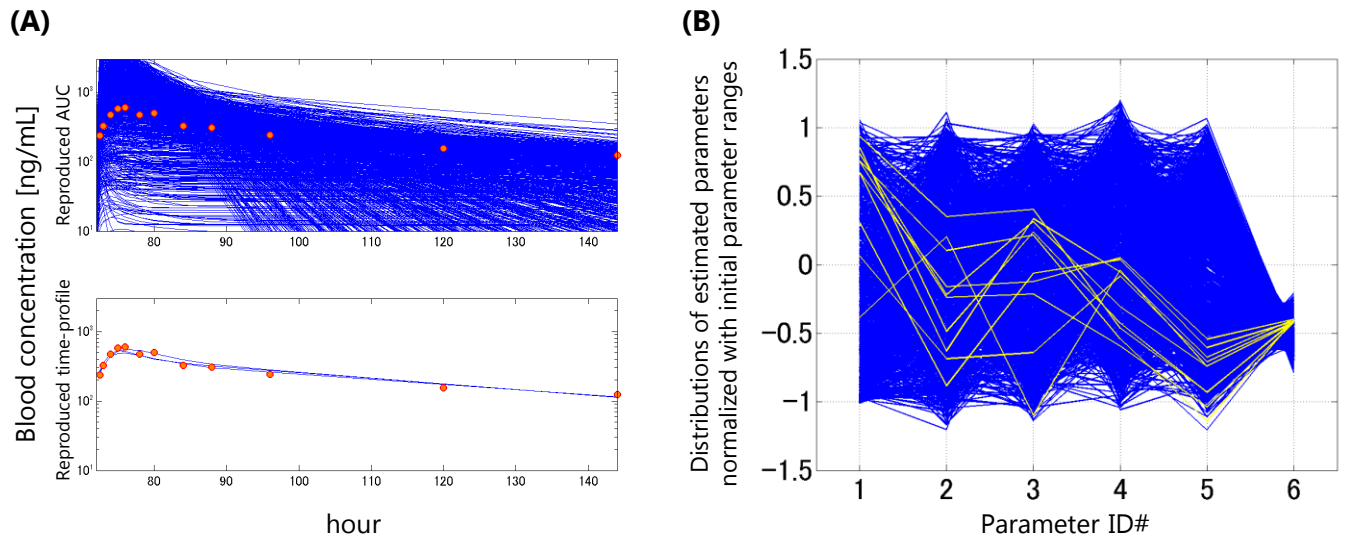 (A)
Blood concentration [ng/mL]
Reproduced AUC
10³
10²
10¹
80 90 100 110 120 130 140
Reproduced time-profile
10³
10²
10¹
80 90 100 110 120 130 140
hour
(B)
Distributions of estimated parameters
normalized with initial parameter ranges
1.5
1
0.5
0
−0.5
−1
−1.5
1 2 3 4 5 6
Parameter ID#